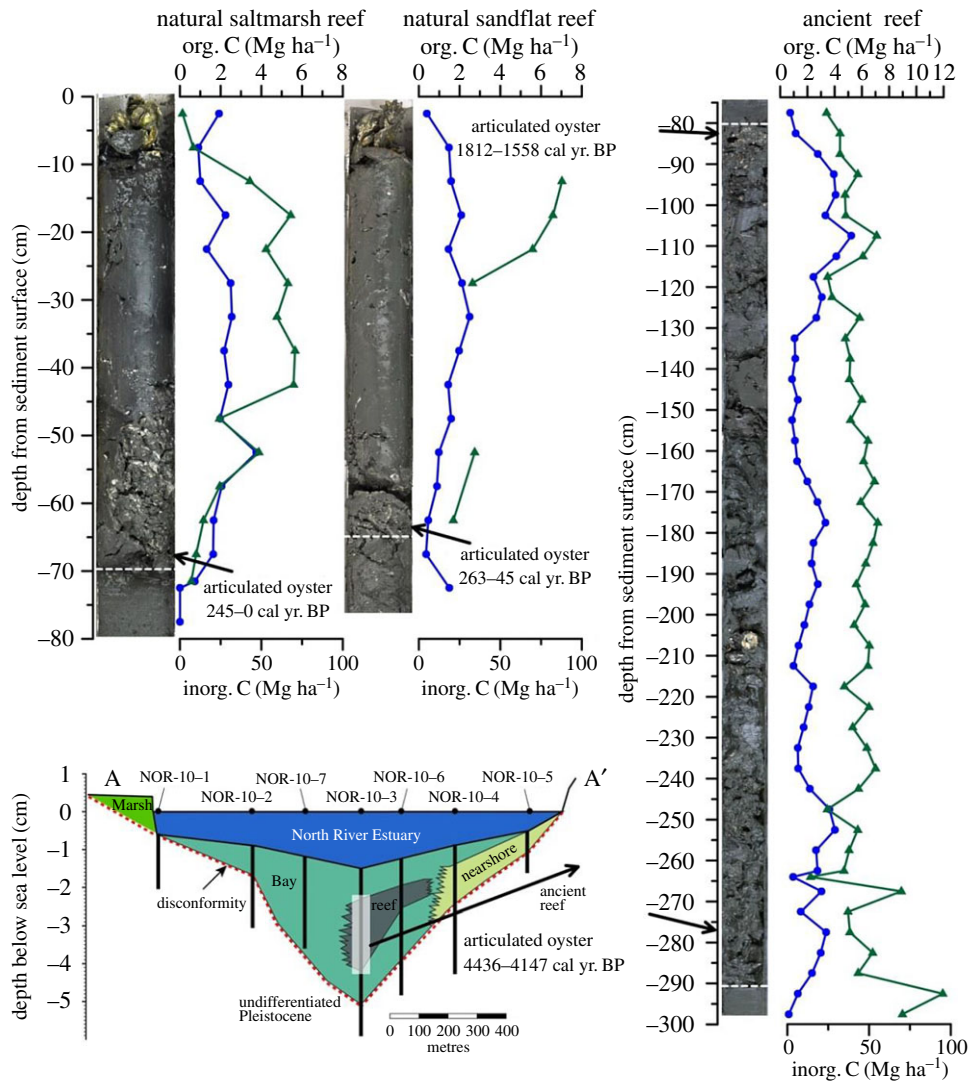 natural saltmarsh reef
org. C (Mg ha⁻¹)
0 2 4 6 8
natural sandflat reef
org. C (Mg ha⁻¹)
0 2 4 6 8
ancient reef
org. C (Mg ha⁻¹)
0 2 4 6 8 10 12
depth from sediment surface (cm)
0
−10
−20
−30
−40
−50
−60
−70
−80
articulated oyster
1812–1558 cal yr. BP
articulated oyster
245–0 cal yr. BP
articulated oyster
263–45 cal yr. BP
0 50 100
inorg. C (Mg ha⁻¹)
0 50 100
inorg. C (Mg ha⁻¹)
depth from sediment surface (cm)
−80
−90
−100
−110
−120
−130
−140
−150
−160
−170
−180
−190
−200
−210
−220
−230
−240
−250
−260
−270
−280
−290
−300
0 50 100
inorg. C (Mg ha⁻¹)
depth below sea level (cm)
1
0
−1
−2
−3
−4
−5
A
A′
NOR-10–1
NOR-10–7
NOR-10–6
NOR-10–5
NOR-10–2
NOR-10–3
NOR-10–4
Marsh
North River Estuary
Bay
nearshore
disconformity
reef
ancient
reef
articulated oyster
4436–4147 cal yr. BP
undifferentiated
Pleistocene
0 100 200 300 400
metres